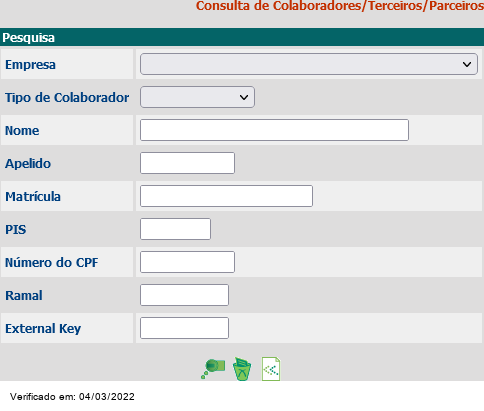 Consulta de Colaboradores/Terceiros/Parceiros
Pesquisa
Empresa
Tipo de Colaborador
Nome
Apelido
Matrícula
PIS
Número do CPF
Ramal
External Key
Verificado em: 04/03/2022